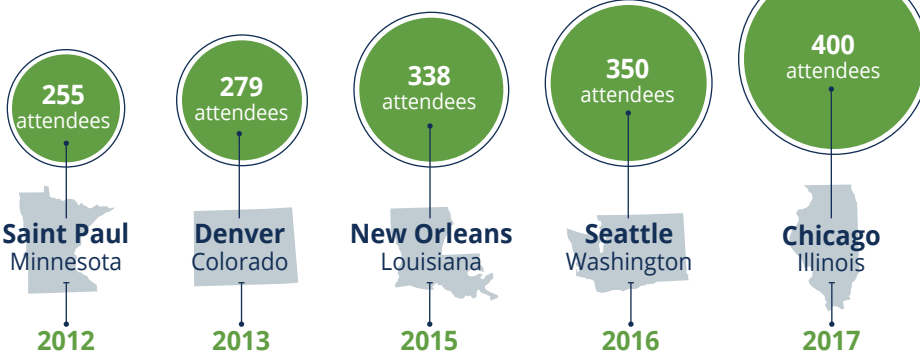 255
attendees
279
attendees
338
attendees
350
attendees
400
attendees
Saint Paul
Minnesota
Denver
Colorado
New Orleans
Louisiana
Seattle
Washington
Chicago
Illinois
2012
2013
2015
2016
2017